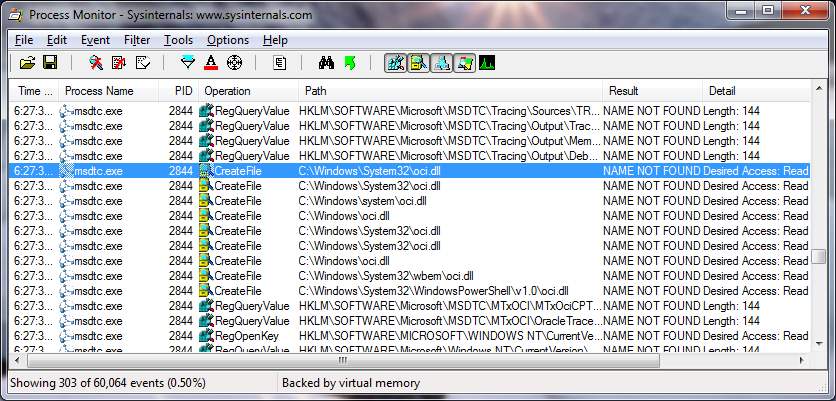 Process Monitor - Sysinternals: www.sysinternals.com
File Edit Event Filter Tools Options Help
Time ... Process Name PID Operation Path Result Detail
6:27:3... msdtc.exe 2844 RegQueryValue HKLM\SOFTWARE\Microsoft\MSDTC\Tracing\Sources\TR... NAME NOT FOUND Length: 144
6:27:3... msdtc.exe 2844 RegQueryValue HKLM\SOFTWARE\Microsoft\MSDTC\Tracing\Output\Trac... NAME NOT FOUND Length: 144
6:27:3... msdtc.exe 2844 RegQueryValue HKLM\SOFTWARE\Microsoft\MSDTC\Tracing\Output\Mem... NAME NOT FOUND Length: 144
6:27:3... msdtc.exe 2844 RegQueryValue HKLM\SOFTWARE\Microsoft\MSDTC\Tracing\Output\Deb... NAME NOT FOUND Length: 144
6:27:3... msdtc.exe 2844 CreateFile C:\Windows\System32\oci.dll NAME NOT FOUND Desired Access: Read
6:27:3... msdtc.exe 2844 CreateFile C:\Windows\System32\oci.dll NAME NOT FOUND Desired Access: Read
6:27:3... msdtc.exe 2844 CreateFile C:\Windows\system\oci.dll NAME NOT FOUND Desired Access: Read
6:27:3... msdtc.exe 2844 CreateFile C:\Windows\oci.dll NAME NOT FOUND Desired Access: Read
6:27:3... msdtc.exe 2844 CreateFile C:\Windows\System32\oci.dll NAME NOT FOUND Desired Access: Read
6:27:3... msdtc.exe 2844 CreateFile C:\Windows\System32\oci.dll NAME NOT FOUND Desired Access: Read
6:27:3... msdtc.exe 2844 CreateFile C:\Windows\oci.dll NAME NOT FOUND Desired Access: Read
6:27:3... msdtc.exe 2844 CreateFile C:\Windows\System32\wbem\oci.dll NAME NOT FOUND Desired Access: Read
6:27:3... msdtc.exe 2844 CreateFile C:\Windows\System32\WindowsPowerShell\v1.0\oci.dll NAME NOT FOUND Desired Access: Read
6:27:3... msdtc.exe 2844 RegQueryValue HKLM\SOFTWARE\Microsoft\MSDTC\MTxOCI\MTxOciCPT... NAME NOT FOUND Length: 144
6:27:3... msdtc.exe 2844 RegQueryValue HKLM\SOFTWARE\Microsoft\MSDTC\MTxOCI\OracleTrace... NAME NOT FOUND Length: 144
6:27:3... msdtc.exe 2844 RegOpenKey HKLM\SOFTWARE\MICROSOFT\WINDOWS NT\CurrentVer... NAME NOT FOUND Desired Access: Read
6:27:3... msdtc.exe 2844 RegQueryValue HKLM\SOFTWARE\Microsoft\Windows NT\CurrentVersion\... NAME NOT FOUND Length: 144
Showing 303 of 60,064 events (0.50%) Backed by virtual memory